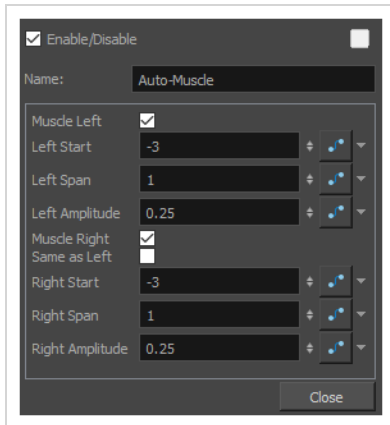 Enable/Disable
Name: Auto-Muscle
Muscle Left
Left Start -3
Left Span 1
Left Amplitude 0.25
Muscle Right
Same as Left
Right Start -3
Right Span 1
Right Amplitude 0.25
Close